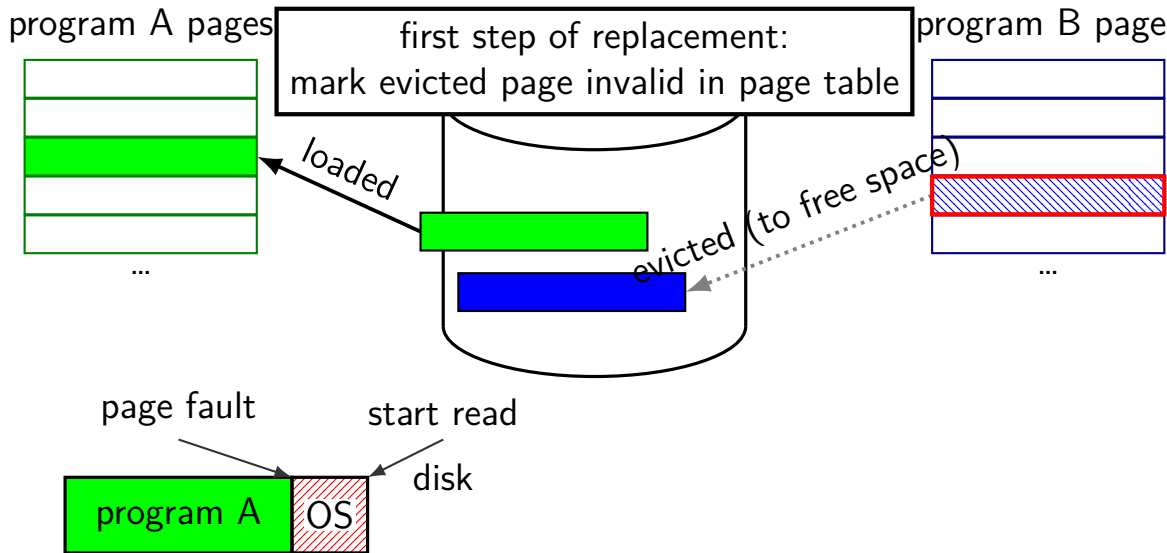 program A pages
first step of replacement:
mark evicted page invalid in page table
program B page
loaded
evicted (to free space)
...
...
page fault
start read
disk
program A
OS